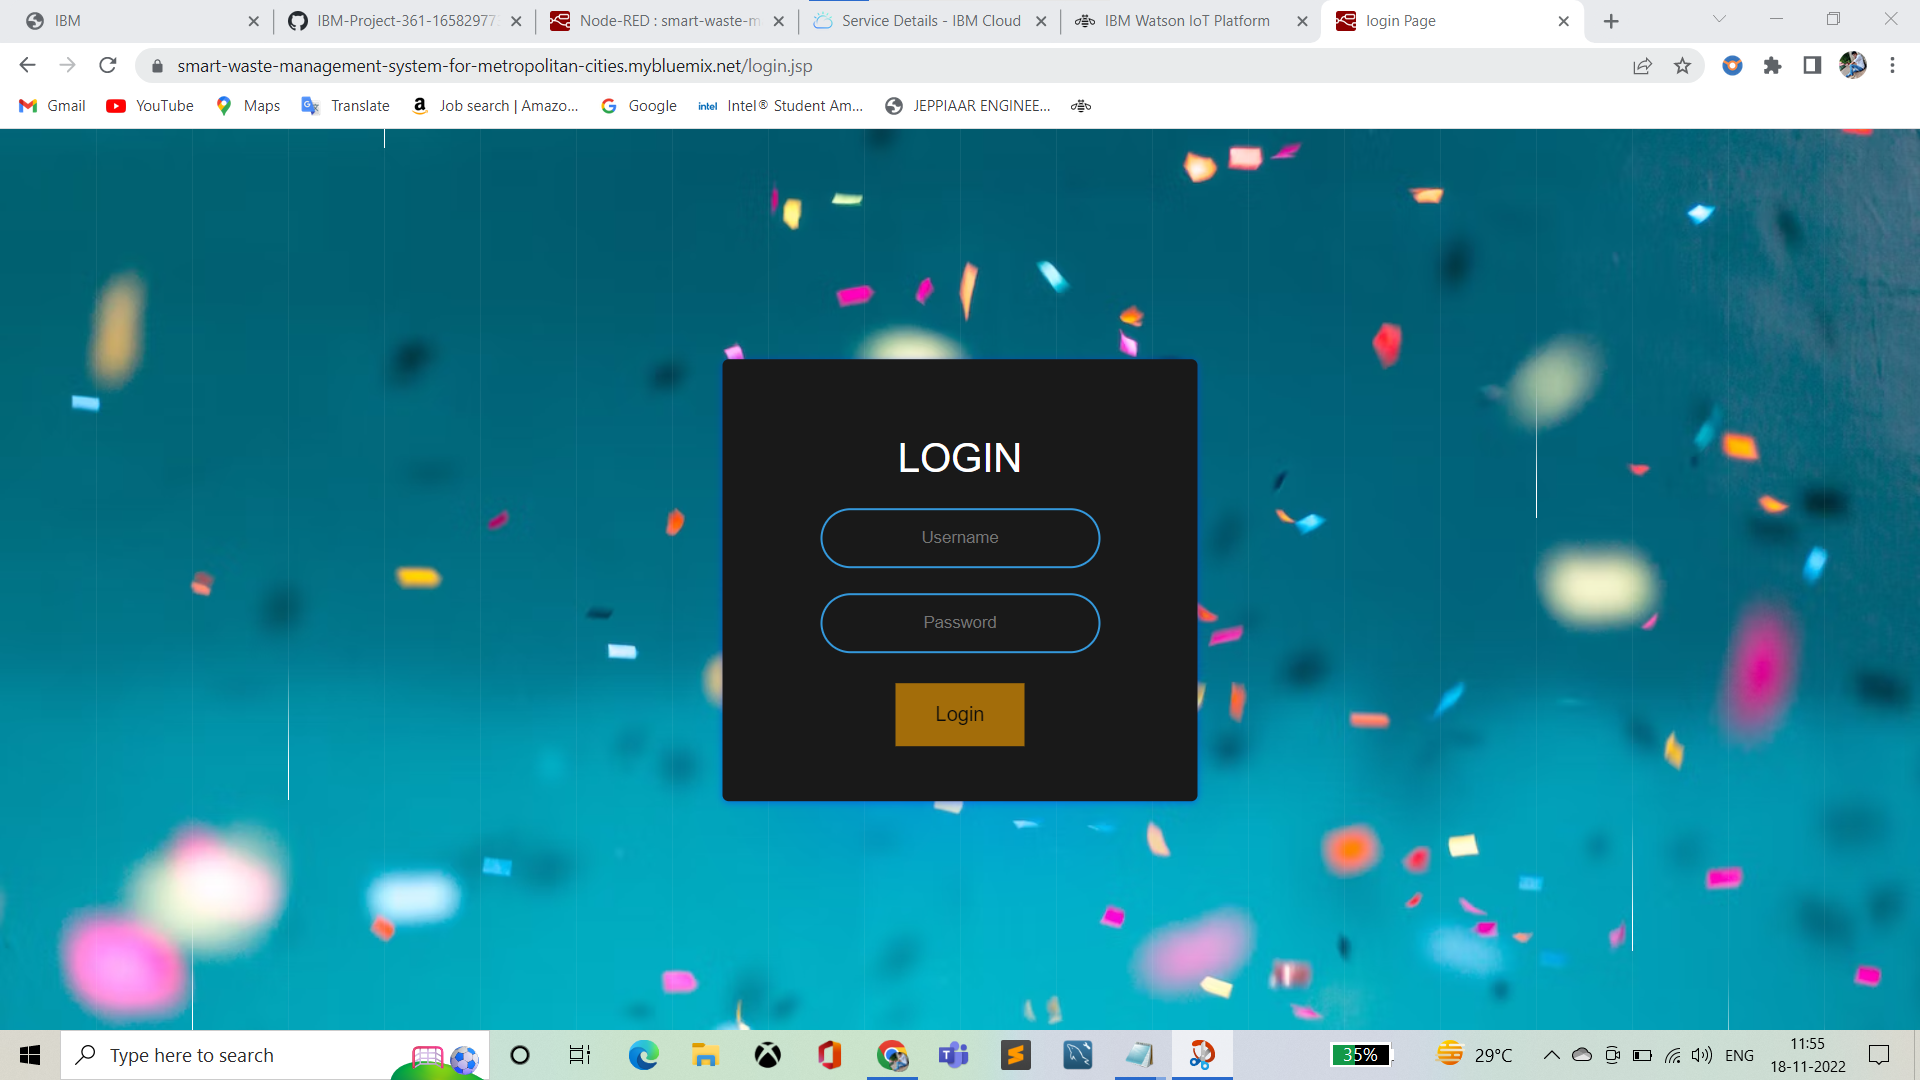 IBM
IBM-Project-361-16582977
Node-RED : smart-waste-m
Service Details - IBM Cloud
IBM Watson IoT Platform
login Page
smart-waste-management-system-for-metropolitan-cities.mybluemix.net/login.jsp
Gmail
YouTube
Maps
Translate
Job search | Amazo...
Google
intel Intel® Student Am...
JEPPIAAR ENGINEE...
LOGIN
Username
Password
Login
Type here to search
35%
29°C
ENG
11:55
18-11-2022